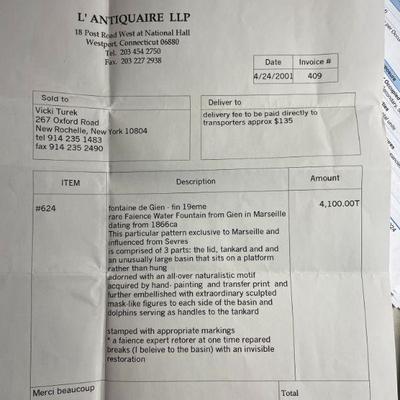 L' ANTIQUAIRE LLP
18 Post Road West at National Hall
Westport, Connecticut 06880
Tel. 203 454 2750
Fax. 203 227 2938
Date Invoice #
4/24/2001 409
Sold to
Vicki Turek
267 Oxford Road
New Rochelle, New York 10804
tel 914 235 1483
fax 914 235 2490
Deliver to
delivery fee to be paid directly to
transporters approx $135
ITEM Description Amount
#624 fontaine de Gien - fin 19eme 4,100.00T
rare Faience Water Fountain from Gien in Marseille
dating from 1866ca
This particular pattern exclusive to Marseille and
influenced from Sevres
is comprised of 3 parts: the lid, tankard and and
an unusually large basin that sits on a platform
rather than hung
adorned with an all-over naturalistic motif
acquired by hand- painting and transfer print and
further embellished with extraordinary sculpted
mask-like figures to each side of the basin and
dolphins serving as handles to the tankard
stamped with appropriate markings
* a faience expert retorer at one time repared
breaks (I beleive to the basin) with an invisible
restoration
Merci beaucoup Total